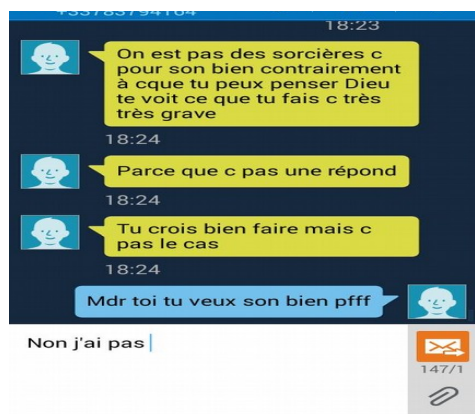 18:23
On est pas des sorcières c
pour son bien contrairement
à cque tu peux penser Dieu
te voit ce que tu fais c très
très grave
18:24
Parce que c pas une répond
18:24
Tu crois bien faire mais c
pas le cas
18:24
Mdr toi tu veux son bien pfff
Non j'ai pas
147/1